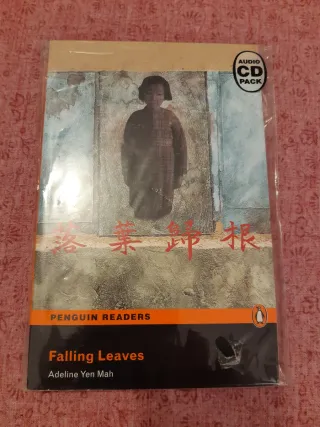 AUDIO
CD
PACK
落葉歸根
PENGUIN READERS
Falling Leaves
Adeline Yen Mah